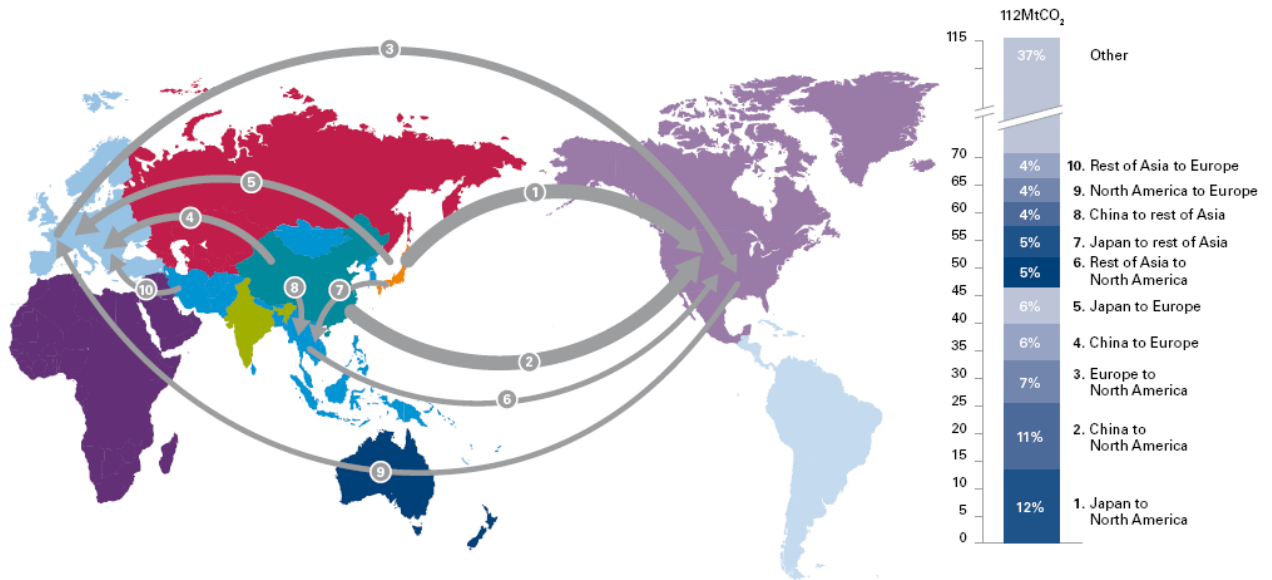 3
1
5
4
10
8
7
2
6
9
112MtCO2
115
70
65
60
55
50
45
40
35
30
25
20
15
10
5
0
37%
Other
4%
10. Rest of Asia to Europe
4%
9. North America to Europe
4%
8. China to rest of Asia
5%
7. Japan to rest of Asia
5%
6. Rest of Asia to
North America
6%
5. Japan to Europe
6%
4. China to Europe
7%
3. Europe to
North America
11%
2. China to
North America
12%
1. Japan to
North America